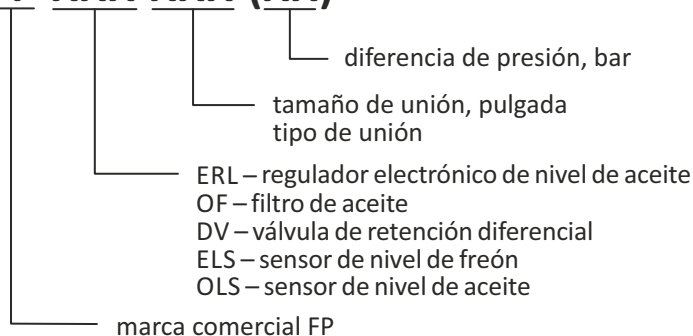 diferencia de presión, bar
tamaño de unión, pulgada
tipo de unión
ERL – regulador electrónico de nivel de aceite
OF – filtro de aceite
DV – válvula de retención diferencial
ELS – sensor de nivel de freón
OLS – sensor de nivel de aceite
marca comercial FP